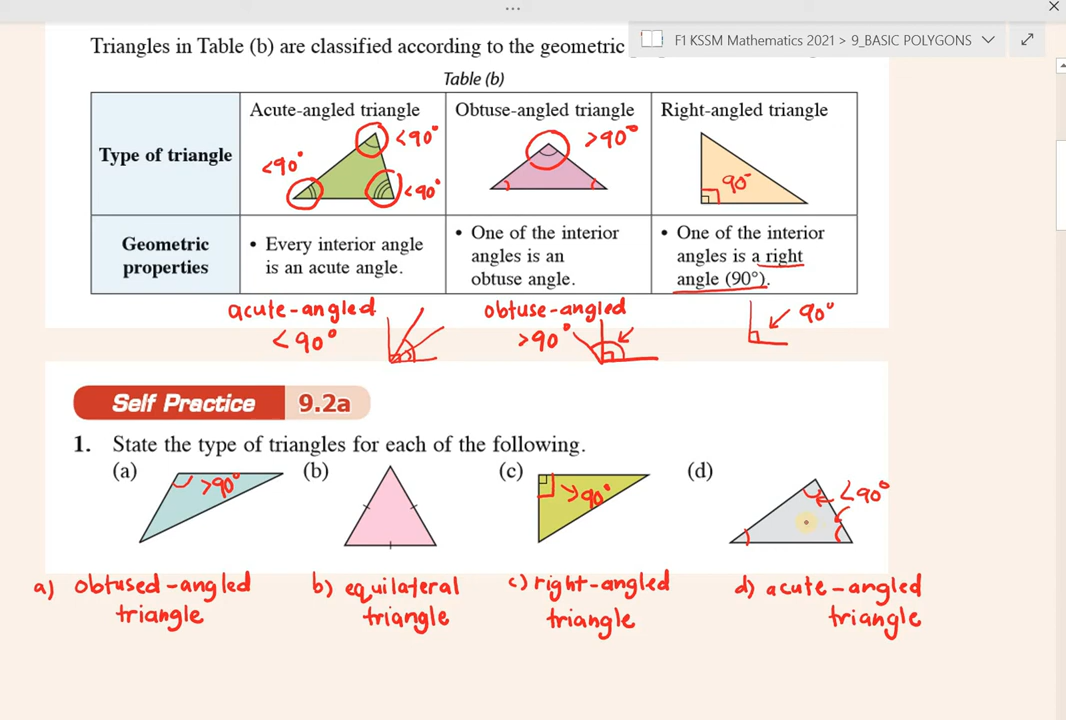 Triangles in Table (b) are classified according to the geometric
F1 KSSM Mathematics 2021 > 9_BASIC POLYGONS
Table (b)
Type of triangle
Acute-angled triangle
<90°
<90°
<90°
Obtuse-angled triangle
>90°
Right-angled triangle
90°
Geometric
properties
• Every interior angle
is an acute angle.
• One of the interior
angles is an
obtuse angle.
• One of the interior
angles is a right
angle (90°).
acute-angled
<90°
obtuse-angled
>90°
90°
Self Practice 9.2a
1. State the type of triangles for each of the following.
(a) >90°
(b)
(c) 90°
(d) <90°
a) obtused-angled
triangle
b) equilateral
triangle
c) right-angled
triangle
d) acute-angled
triangle